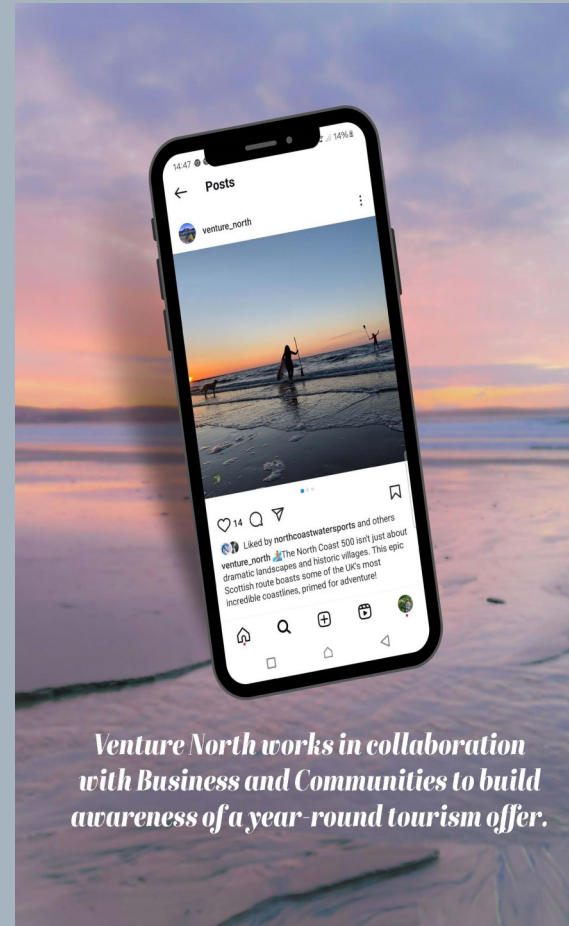 14:47
14%
Posts
venture_north
14
Liked by northcoastwatersports and others
venture_north The North Coast 500 isn't just about
dramatic landscapes and historic villages. This epic
Scottish route boasts some of the UK's most
incredible coastlines, primed for adventure!
Venture North works in collaboration
with Business and Communities to build
awareness of a year-round tourism offer.